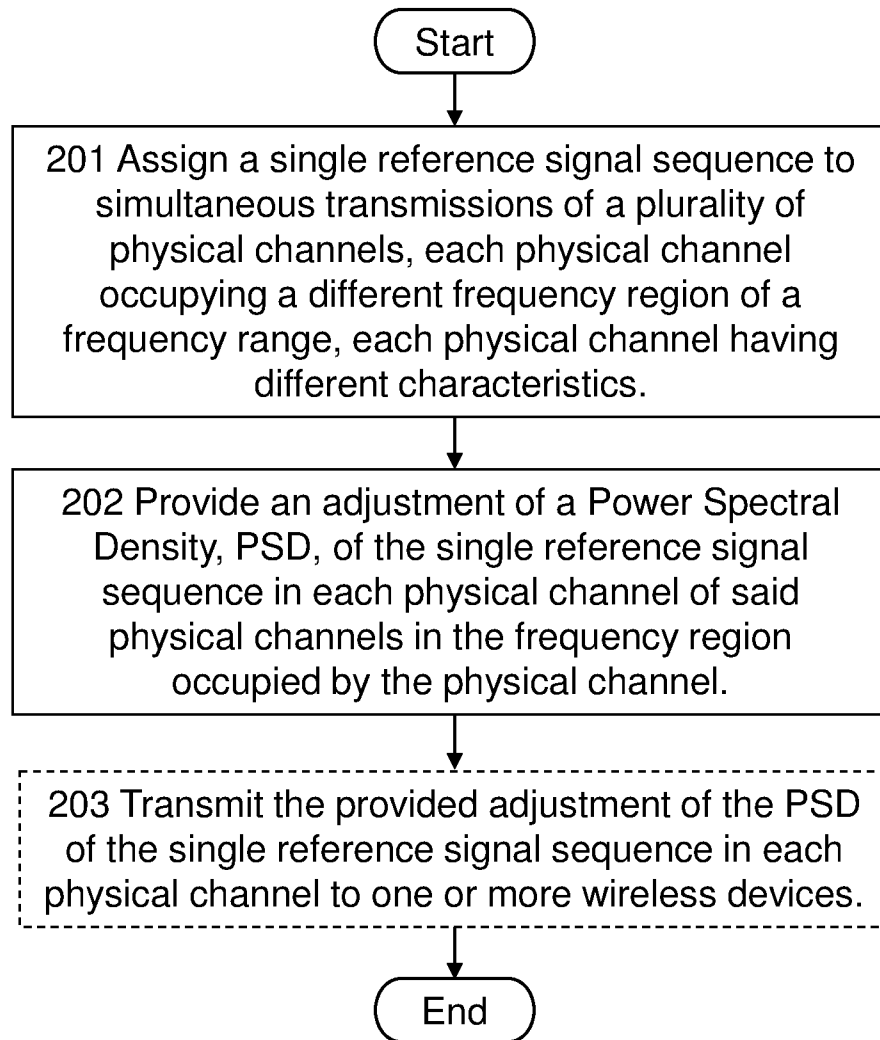 Start
201 Assign a single reference signal sequence to
simultaneous transmissions of a plurality of
physical channels, each physical channel
occupying a different frequency region of a
frequency range, each physical channel having
different characteristics.
202 Provide an adjustment of a Power Spectral
Density, PSD, of the single reference signal
sequence in each physical channel of said
physical channels in the frequency region
occupied by the physical channel.
203 Transmit the provided adjustment of the PSD
of the single reference signal sequence in each
physical channel to one or more wireless devices.
End